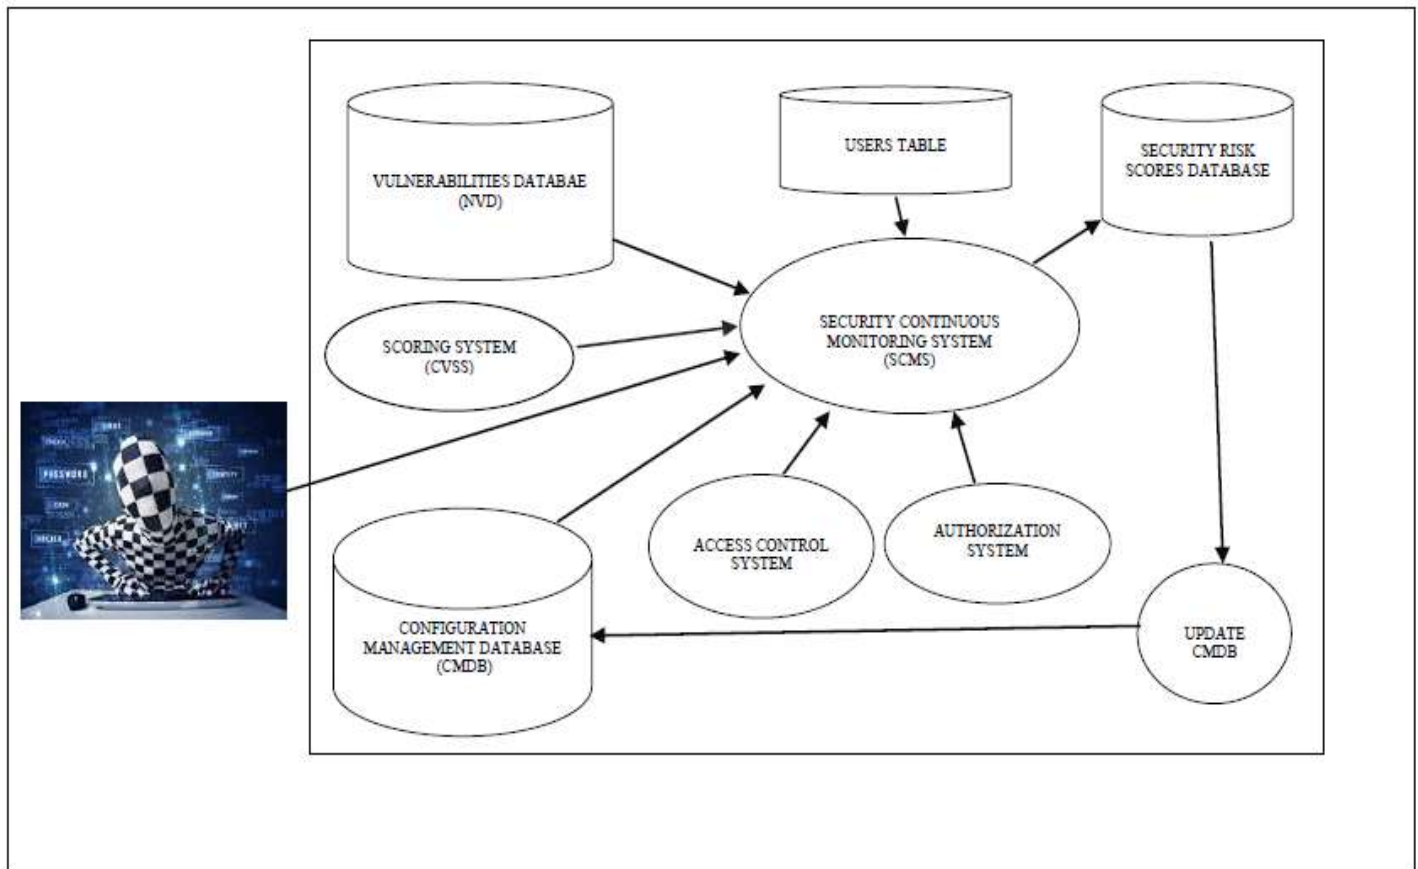 VULNERABILITIES DATABAE
(NVD)
USERS TABLE
SECURITY RISK
SCORES DATABASE
SCORING SYSTEM
(CVSS)
SECURITY CONTINUOUS
MONITORING SYSTEM
(SCMS)
PASSWORD
ACCESS CONTROL
SYSTEM
AUTHORIZATION
SYSTEM
CONFIGURATION
MANAGEMENT DATABASE
(CMDB)
UPDATE
CMDB